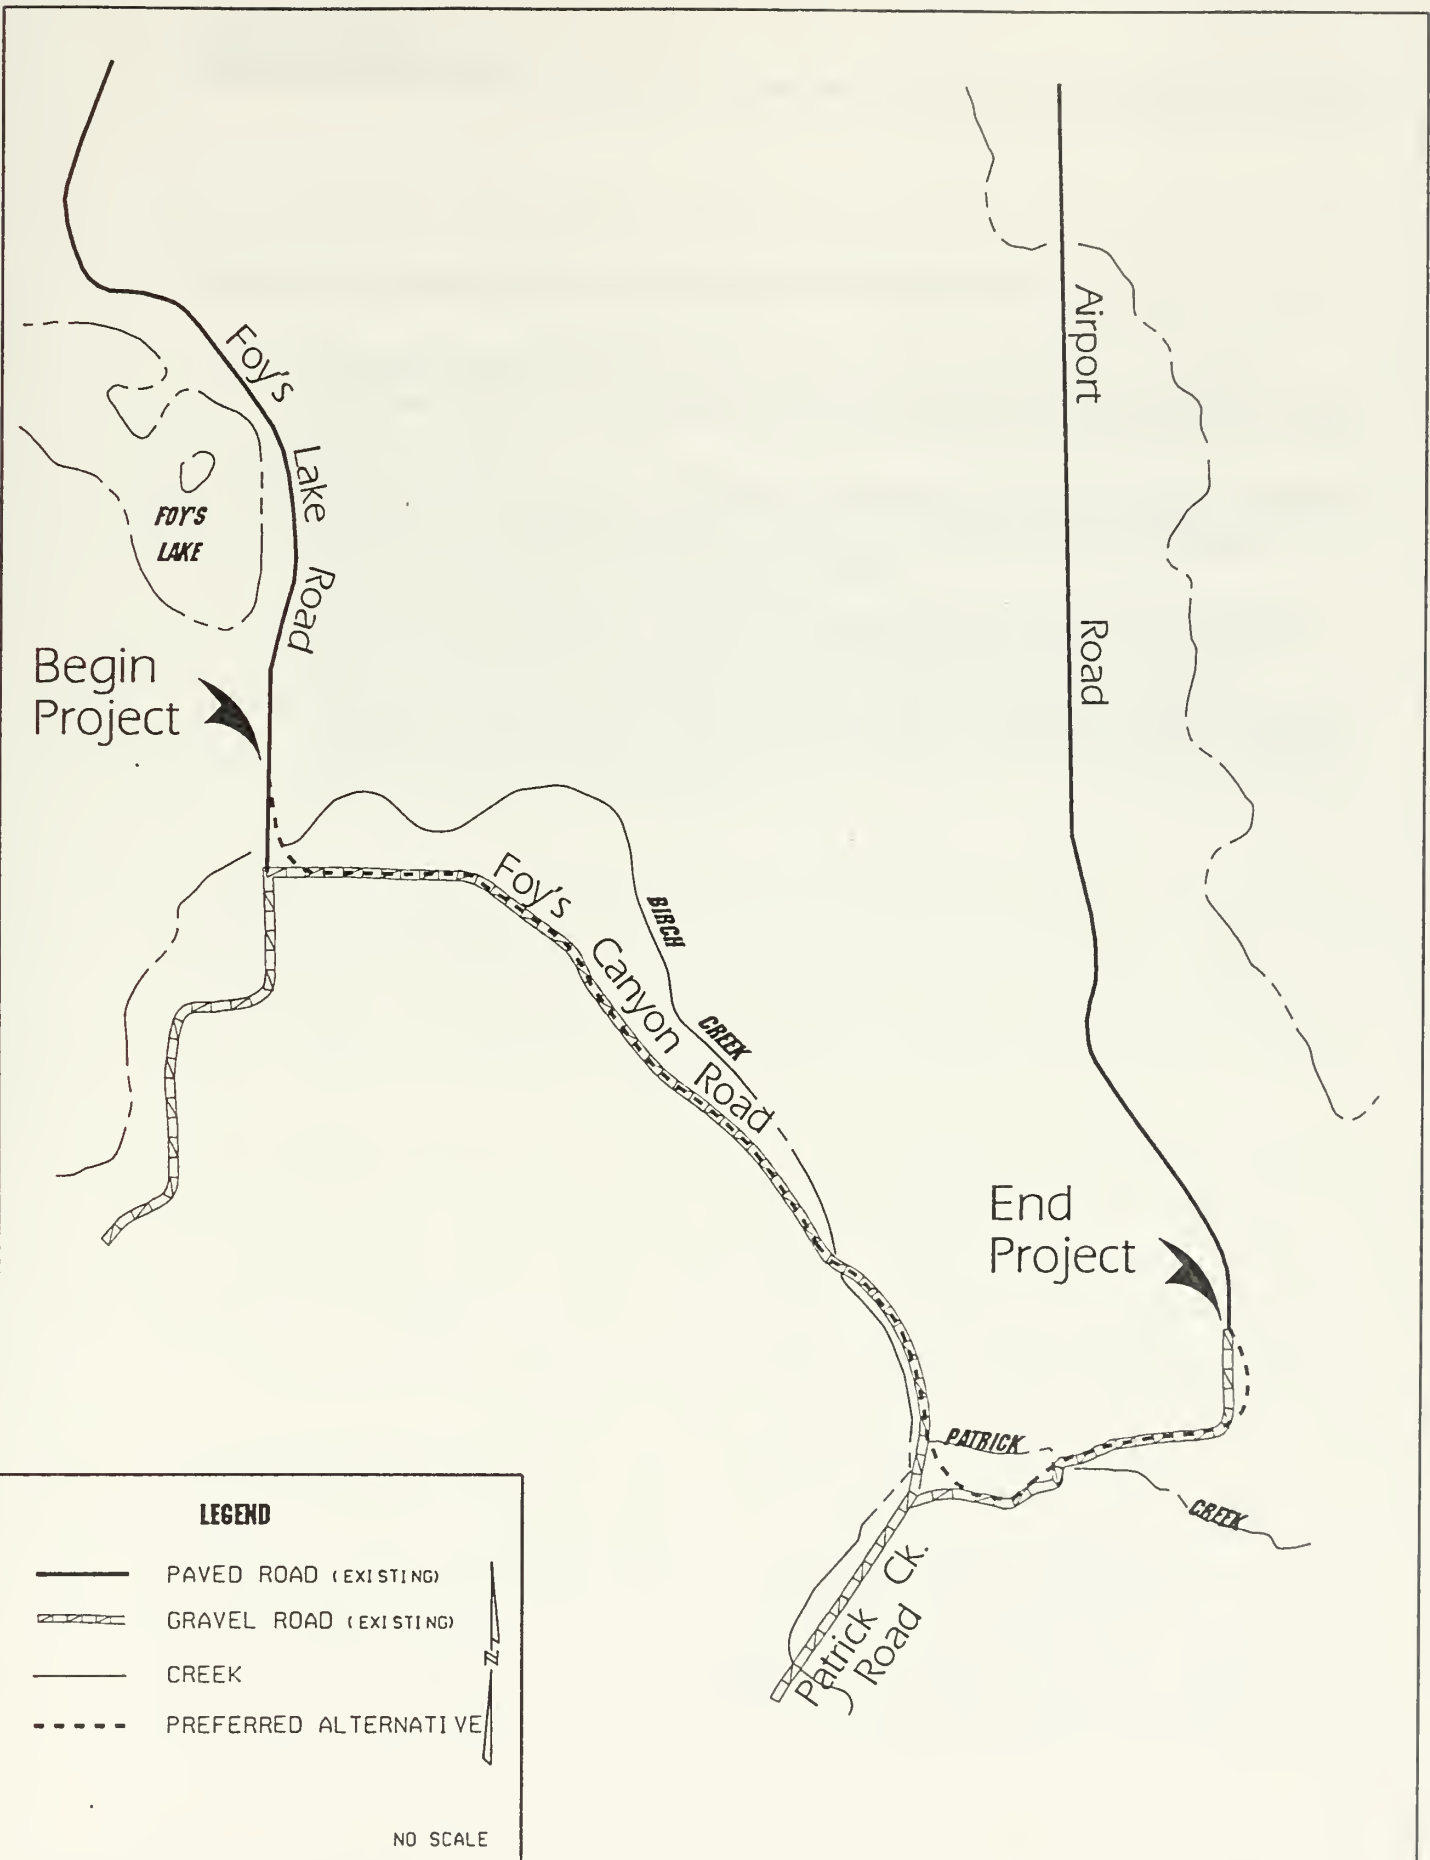 Foy's Lake Road
Airport Road
FOY'S
LAKE
Begin
Project
Foy's Canyon Road
BIRCH CREEK
End
Project
PATRICK CREEK
Patrick Ck.
Road
LEGEND
PAVED ROAD (EXISTING)
GRAVEL ROAD (EXISTING)
CREEK
PREFERRED ALTERNATIVE
N
NO SCALE